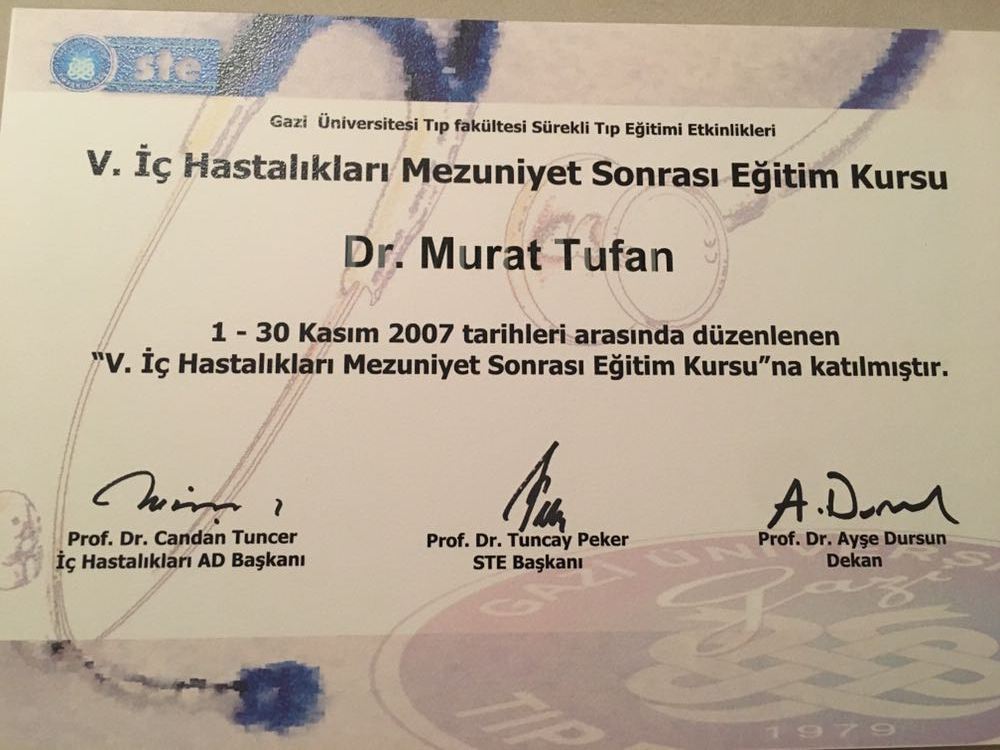 ste
Gazi Üniversitesi Tıp fakültesi Sürekli Tıp Eğitimi Etkinlikleri
V. İç Hastalıkları Mezuniyet Sonrası Eğitim Kursu
Dr. Murat Tufan
1 - 30 Kasım 2007 tarihleri arasında düzenlenen
"V. İç Hastalıkları Mezuniyet Sonrası Eğitim Kursu"na katılmıştır.
A. Dursun
Prof. Dr. Candan Tuncer
İç Hastalıkları AD Başkanı
Prof. Dr. Tuncay Peker
STE Başkanı
Prof. Dr. Ayşe Dursun
Dekan
GAZİ ÜNİVERS
Gazi
TIP
1979